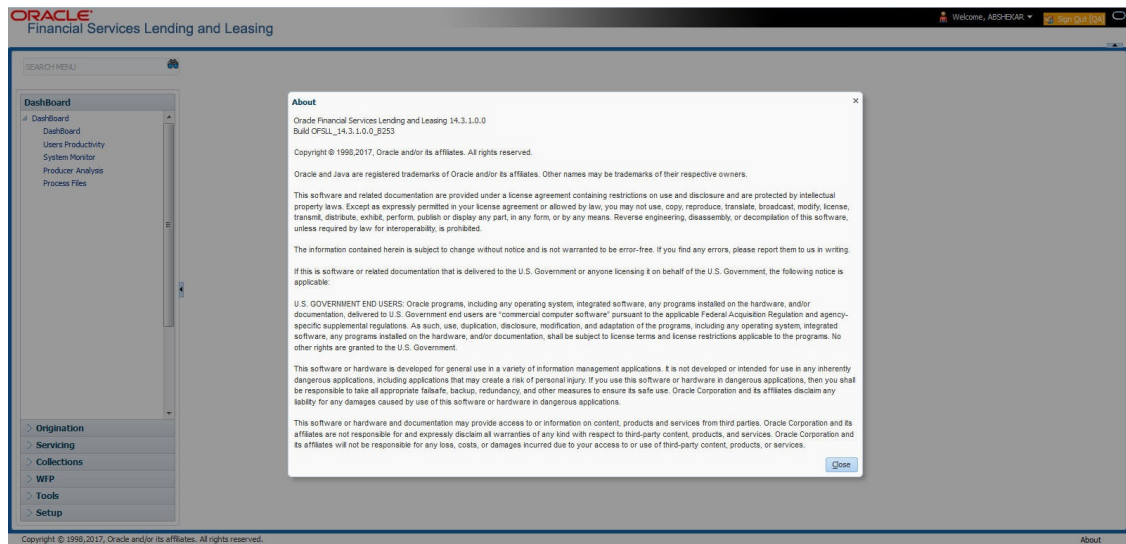 ORACLE®
Financial Services Lending and Leasing
Welcome, ABSHEKAR
Sign Out [QA]
SEARCH MENU
DashBoard
DashBoard
DashBoard
Users Productivity
System Monitor
Producer Analysis
Process Files
Origination
Servicing
Collections
WFP
Tools
Setup
About
Oracle Financial Services Lending and Leasing 14.3.1.0.0
Build OFSLL_14.3.1.0.0_B253
Copyright © 1998,2017, Oracle and/or its affiliates. All rights reserved.
Oracle and Java are registered trademarks of Oracle and/or its affiliates. Other names may be trademarks of their respective owners.
This software and related documentation are provided under a license agreement containing restrictions on use and disclosure and are protected by intellectual
property laws. Except as expressly permitted in your license agreement or allowed by law, you may not use, copy, reproduce, translate, broadcast, modify, license,
transmit, distribute, exhibit, perform, publish or display any part, in any form, or by any means. Reverse engineering, disassembly, or decompilation of this software,
unless required by law for interoperability, is prohibited.
The information contained herein is subject to change without notice and is not warranted to be error-free. If you find any errors, please report them to us in writing.
If this is software or related documentation that is delivered to the U.S. Government or anyone licensing it on behalf of the U.S. Government, the following notice is
applicable:
U.S. GOVERNMENT END USERS: Oracle programs, including any operating system, integrated software, any programs installed on the hardware, and/or
documentation, delivered to U.S. Government end users are "commercial computer software" pursuant to the applicable Federal Acquisition Regulation and agency-
specific supplemental regulations. As such, use, duplication, disclosure, modification, and adaptation of the programs, including any operating system, integrated
software, any programs installed on the hardware, and/or documentation, shall be subject to license terms and license restrictions applicable to the programs. No
other rights are granted to the U.S. Government.
This software or hardware is developed for general use in a variety of information management applications. It is not developed or intended for use in any inherently
dangerous applications, including applications that may create a risk of personal injury. If you use this software or hardware in dangerous applications, then you shall
be responsible to take all appropriate failsafe, backup, redundancy, and other measures to ensure its safe use. Oracle Corporation and its affiliates disclaim any
liability for any damages caused by use of this software or hardware in dangerous applications.
This software or hardware and documentation may provide access to or information on content, products and services from third parties. Oracle Corporation and its
affiliates are not responsible for and expressly disclaim all warranties of any kind with respect to third-party content, products, and services. Oracle Corporation and
its affiliates will not be responsible for any loss, costs, or damages incurred due to your access to or use of third-party content, products, or services.
Close
Copyright © 1998,2017, Oracle and/or its affiliates. All rights reserved.
About